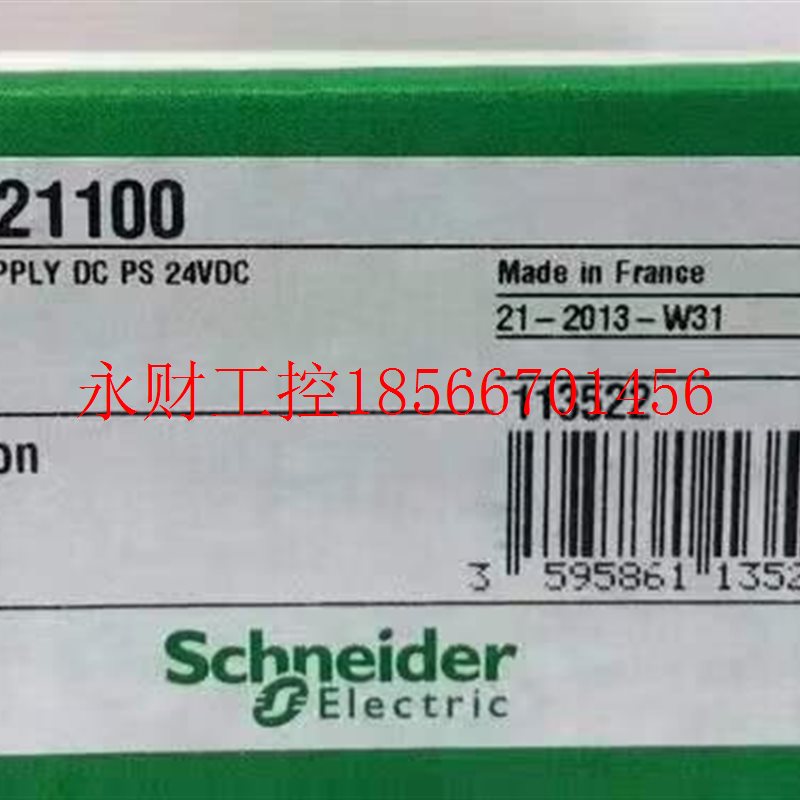 21100
PPLY DC PS 24VDC
Made in France
21-2013-W31
永财工控18566701456
113522
on
3 595861 1352
Schneider
Electric